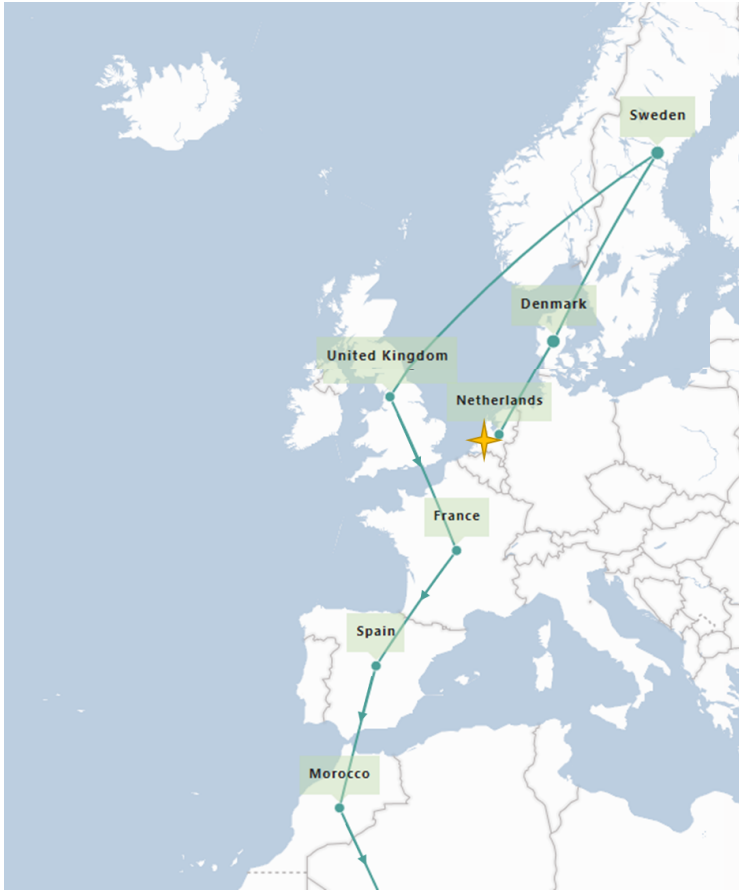 Sweden
Denmark
United Kingdom
Netherlands
France
Spain
Morocco